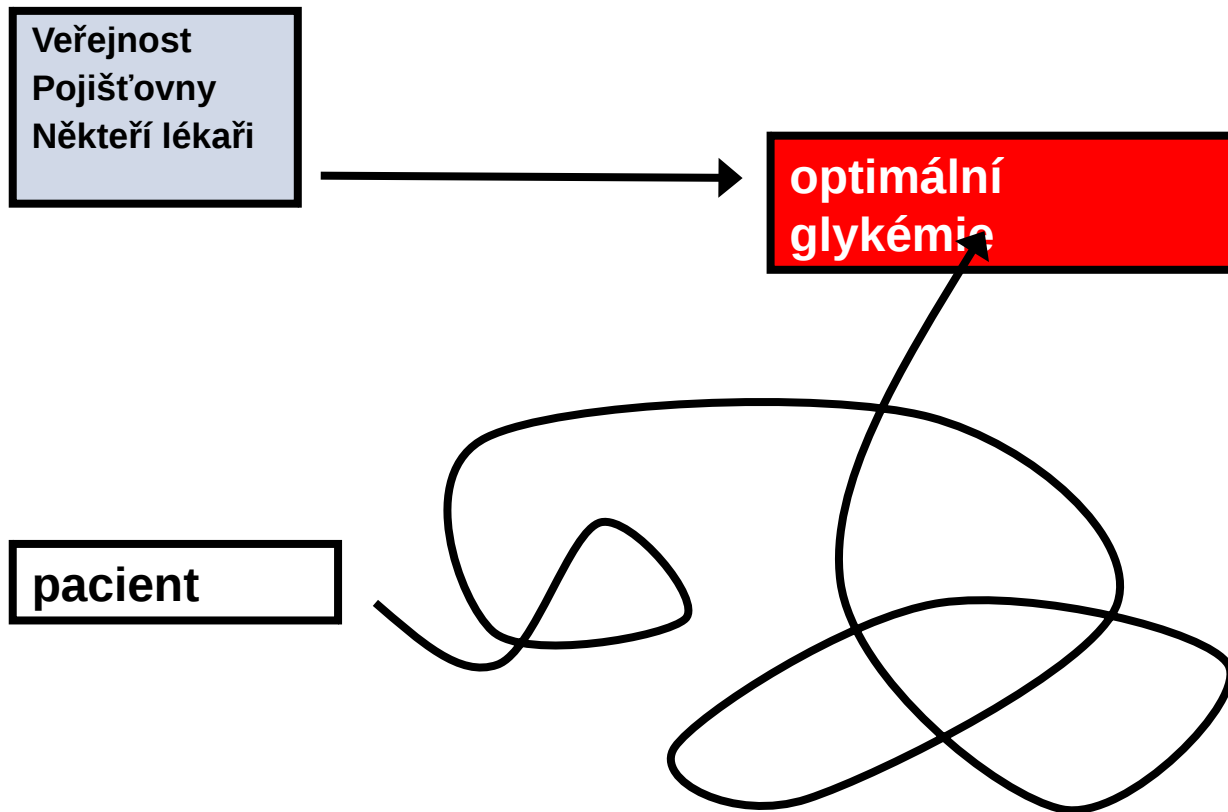 Veřejnost
Pojišťovny
Někteří lékaři
optimální
glykémie
pacient